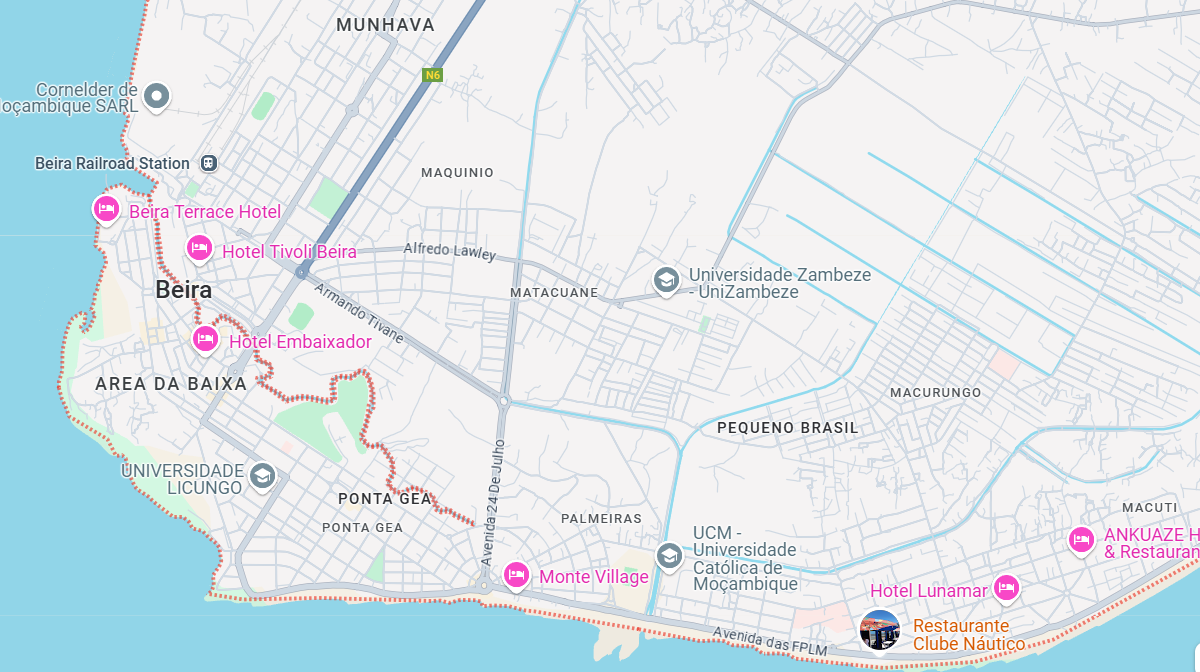 MUNHAVA
N6
Cornelder de
Moçambique SARL
Beira Railroad Station
MAQUINIO
Beira Terrace Hotel
Hotel Tivoli Beira
Alfredo Lawley
Universidade Zambeze
- UniZambeze
Beira
MATACUANE
Armando Tivane
Hotel Embaixador
AREA DA BAIXA
MACURUNGO
PEQUENO BRASIL
UNIVERSIDADE
LICUNGO
Avenida 24 De Julho
PONTA GEA
PONTA GEA
PALMEIRAS
MACUTI
UCM -
Universidade
Católica de
Moçambique
ANKUAZE H
& Restauran
Monte Village
Hotel Lunamar
Avenida das FPLM
Restaurante
Clube Náutico